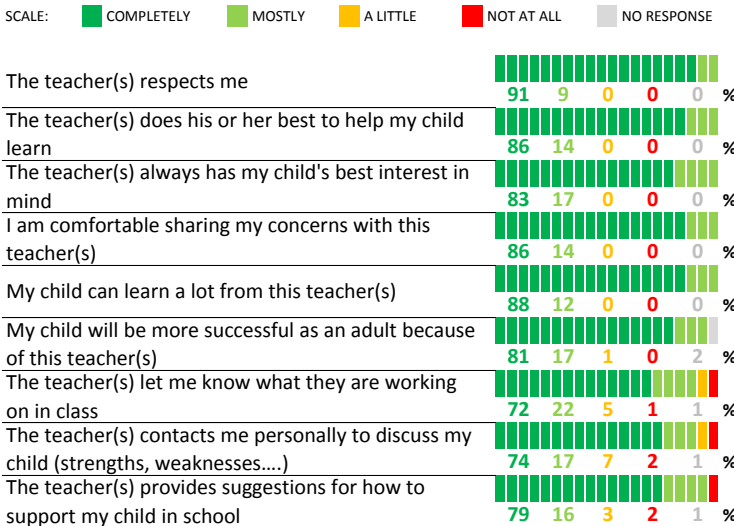 SCALE: COMPLETELY MOSTLY A LITTLE NOT AT ALL NO RESPONSE
The teacher(s) respects me
91 9 0 0 0 %
The teacher(s) does his or her best to help my child
learn
86 14 0 0 0 %
The teacher(s) always has my child's best interest in
mind
83 17 0 0 0 %
I am comfortable sharing my concerns with this
teacher(s)
86 14 0 0 0 %
My child can learn a lot from this teacher(s)
88 12 0 0 0 %
My child will be more successful as an adult because
of this teacher(s)
81 17 1 0 2 %
The teacher(s) let me know what they are working
on in class
72 22 5 1 1 %
The teacher(s) contacts me personally to discuss my
child (strengths, weaknesses....)
74 17 7 2 1 %
The teacher(s) provides suggestions for how to
support my child in school
79 16 3 2 1 %